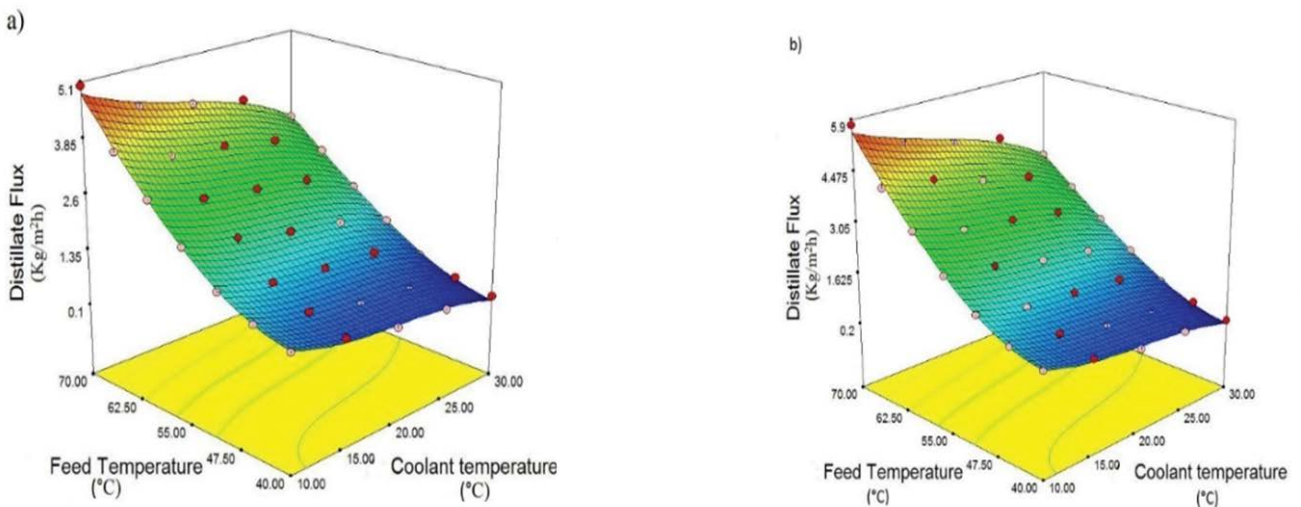 a)
5.1
3.85
2.6
1.35
0.1
Distillate Flux
(Kg/m²h)
70.00
62.50
55.00
47.50
40.00
Feed Temperature
(°C)
10.00
15.00
20.00
25.00
30.00
Coolant temperature
(°C)
b)
5.9
4.475
3.05
1.625
0.2
Distillate Flux
(Kg/m²h)
70.00
62.50
55.00
47.50
40.00
Feed Temperature
(°C)
10.00
15.00
20.00
25.00
30.00
Coolant temperature
(°C)